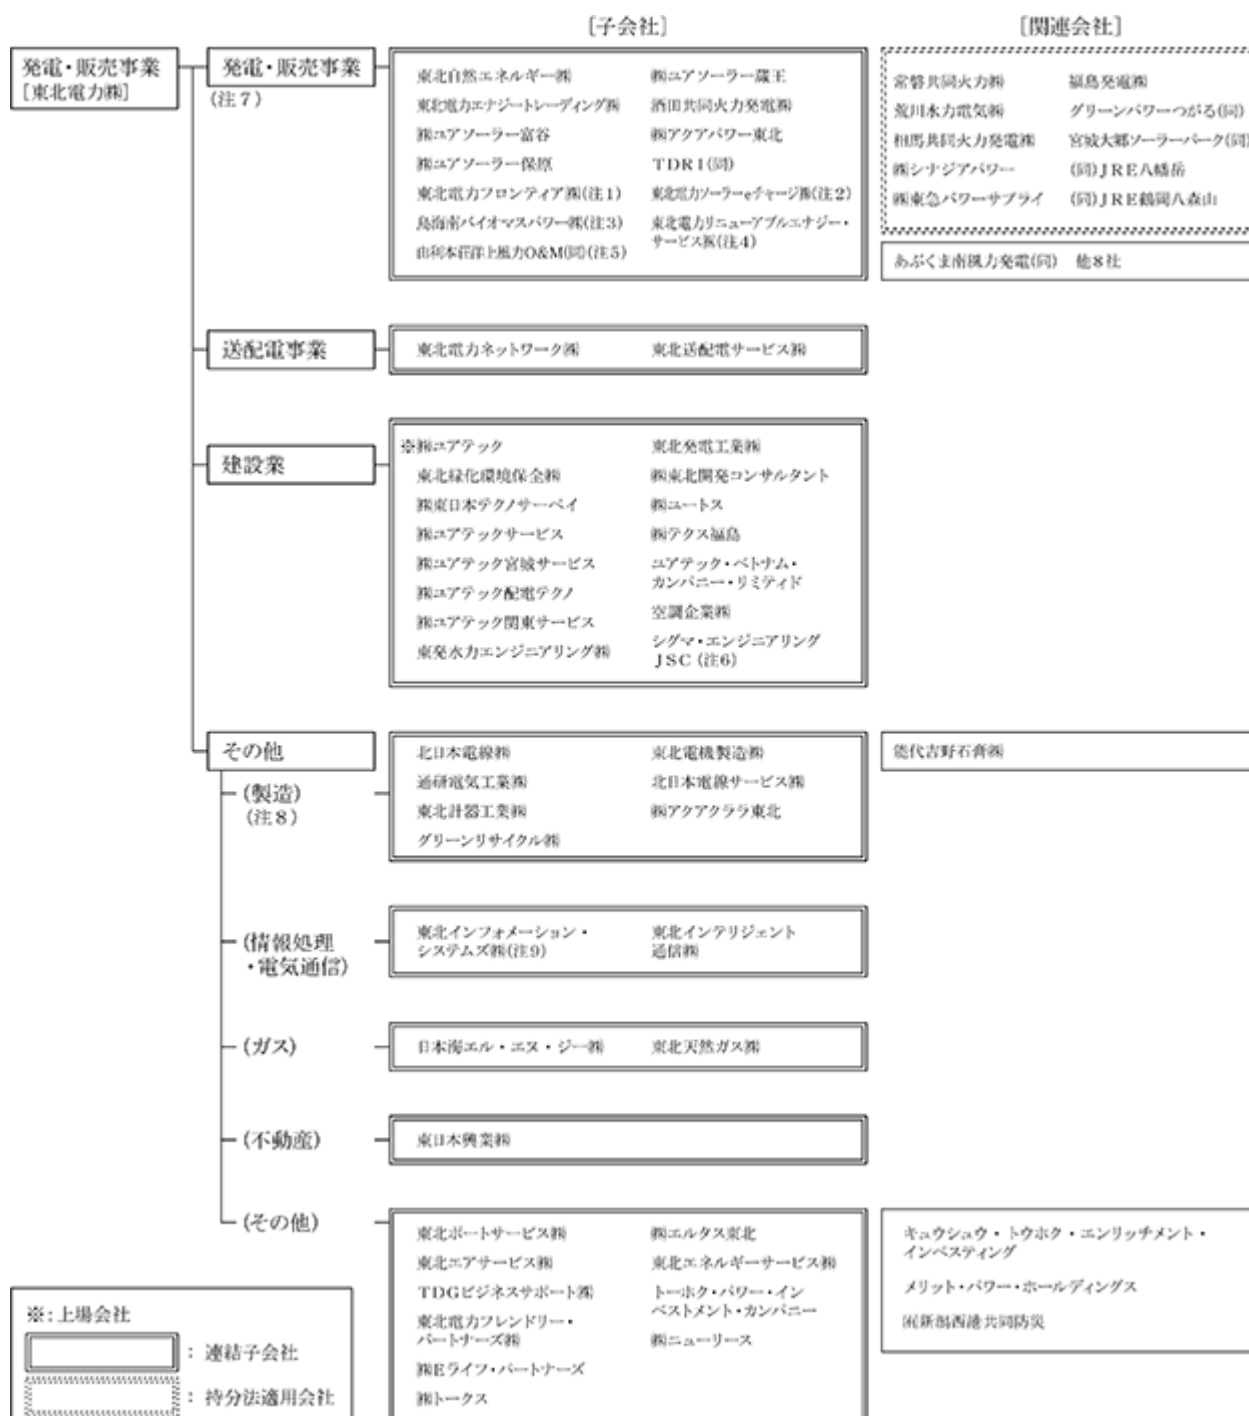 [子会社]
[関連会社]
発電・販売事業
[東北電力㈱]
発電・販売事業
(注7)
東北自然エネルギー㈱
㈱ユアソーラー蔵王
東北電力エナジートレーディング㈱
酒田共同火力発電㈱
㈱ユアソーラー富谷
㈱アクアパワー東北
㈱ユアソーラー保原
TDRI(同)
東北電力フロンティア㈱(注1)
東北電力ソーラーeチャージ㈱(注2)
鳥海南バイオマスパワー㈱(注3)
東北電力リニューアブルエナジー・
サービス㈱(注4)
由利本荘洋上風力O&M(同)(注5)
常磐共同火力㈱
福島発電㈱
荒川水力電気㈱
グリーンパワーつがる(同)
相馬共同火力発電㈱
宮城大郷ソーラーパーク(同)
㈱シナジアパワー
(同)JRE八幡岳
㈱東急パワーサプライ
(同)JRE鶴岡八森山
あぶくま南風力発電(同) 他8社
送配電事業
東北電力ネットワーク㈱
東北送配電サービス㈱
建設業
※㈱ユアテック
東北発電工業㈱
東北緑化環境保全㈱
㈱東北開発コンサルタント
㈱東日本テクノサーベイ
㈱ユートス
㈱ユアテックサービス
㈱テクス福島
㈱ユアテック宮城サービス
ユアテック・ベトナム・
カンパニー・リミティド
㈱ユアテック配電テクノ
空調企業㈱
㈱ユアテック関東サービス
シグマ・エンジニアリング
JSC(注6)
東発水力エンジニアリング㈱
その他
(製造)
(注8)
北日本電線㈱
東北電機製造㈱
通研電気工業㈱
北日本電線サービス㈱
東北計器工業㈱
㈱アクアクララ東北
グリーンリサイクル㈱
能代吉野石膏㈱
(情報処理
・電気通信)
東北インフォメーション・
システムズ㈱(注9)
東北インテリジェント
通信㈱
(ガス)
日本海エル・エヌ・ジー㈱
東北天然ガス㈱
(不動産)
東日本興業㈱
(その他)
東北ポートサービス㈱
㈱エルタス東北
東北エアサービス㈱
東北エネルギーサービス㈱
TDGビジネスサポート㈱
トーホク・パワー・イン
ベストメント・カンパニー
東北電力フレンドリー・
パートナーズ㈱
㈱ニューリース
㈱Eライフ・パートナーズ
㈱トークス
キュウシュウ・トウホク・エンリッチメント・
インベスティング
メリット・パワー・ホールディングス
㈲新潟西港共同防災
※：上場会社
：連結子会社
：持分法適用会社